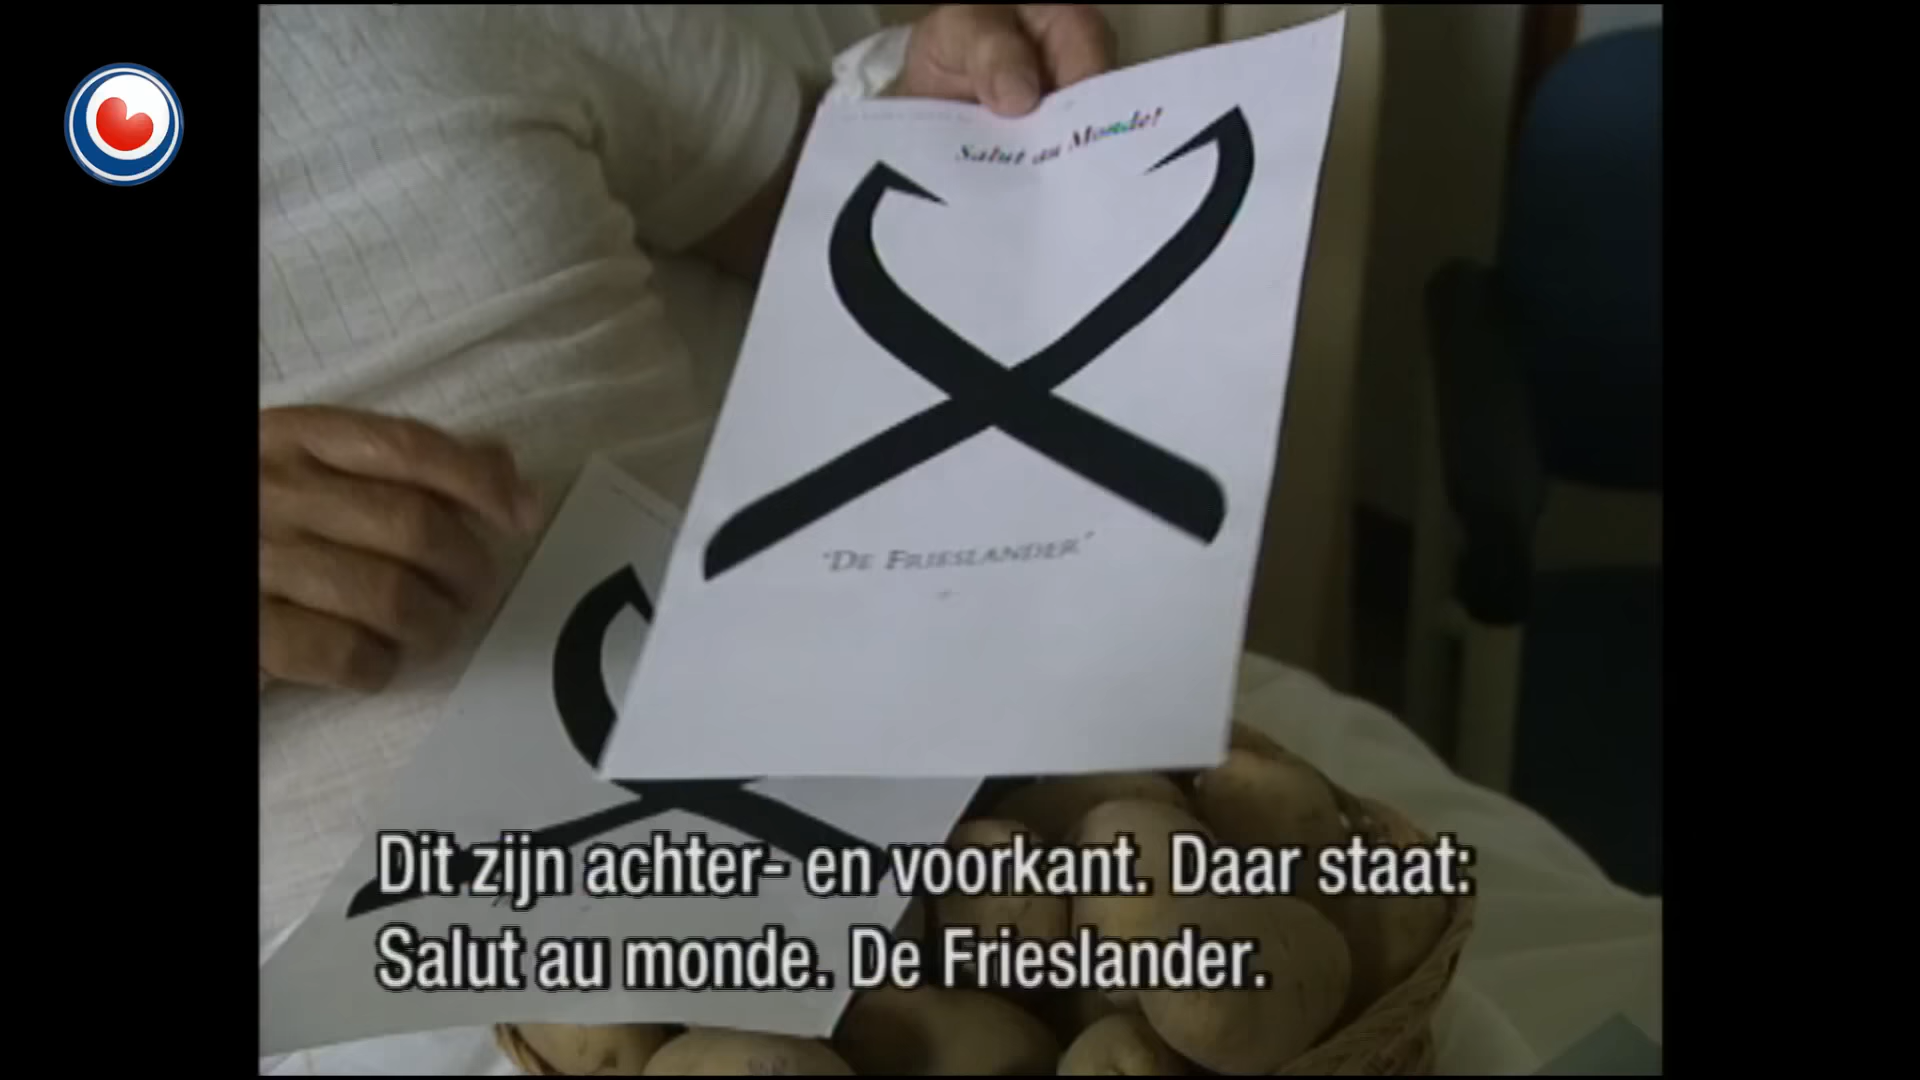 Salut au Monde!
"DE FRIESLANDER"
Dit zijn achter- en voorkant. Daar staat:
Salut au monde. De Frieslander.